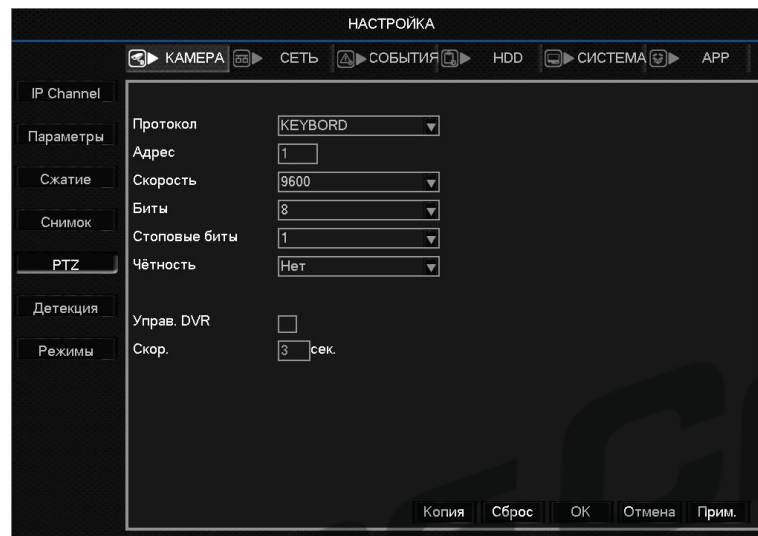 НАСТРОЙКА
КАМЕРА СЕТЬ СОБЫТИЯ HDD СИСТЕМА APP
IP Channel
Параметры
Сжатие
Снимок
PTZ
Детекция
Режимы
Протокол KEYBORD
Адрес 1
Скорость 9600
Биты 8
Стоповые биты 1
Чётность Нет
Управ. DVR
Скор. 3 сек.
Копия Сброс OK Отмена Прим.